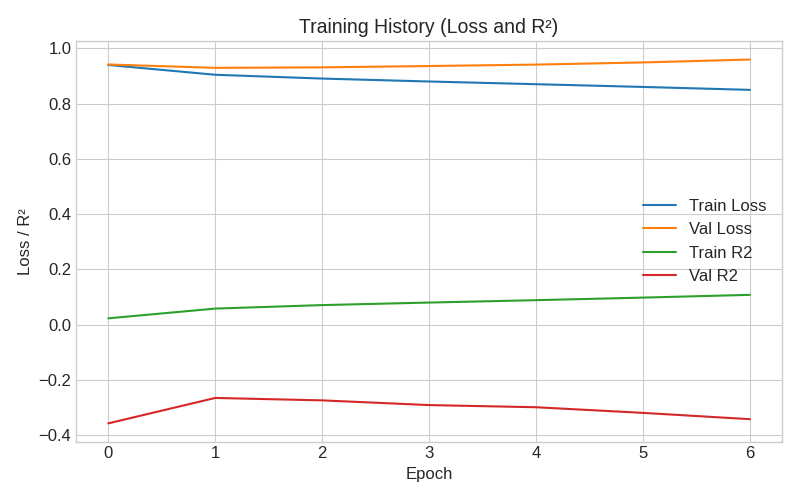 Training History (Loss and R²)
Loss / R²
1.0
0.8
0.6
0.4
0.2
0.0
−0.2
−0.4
Train Loss
Val Loss
Train R2
Val R2
0 1 2 3 4 5 6
Epoch